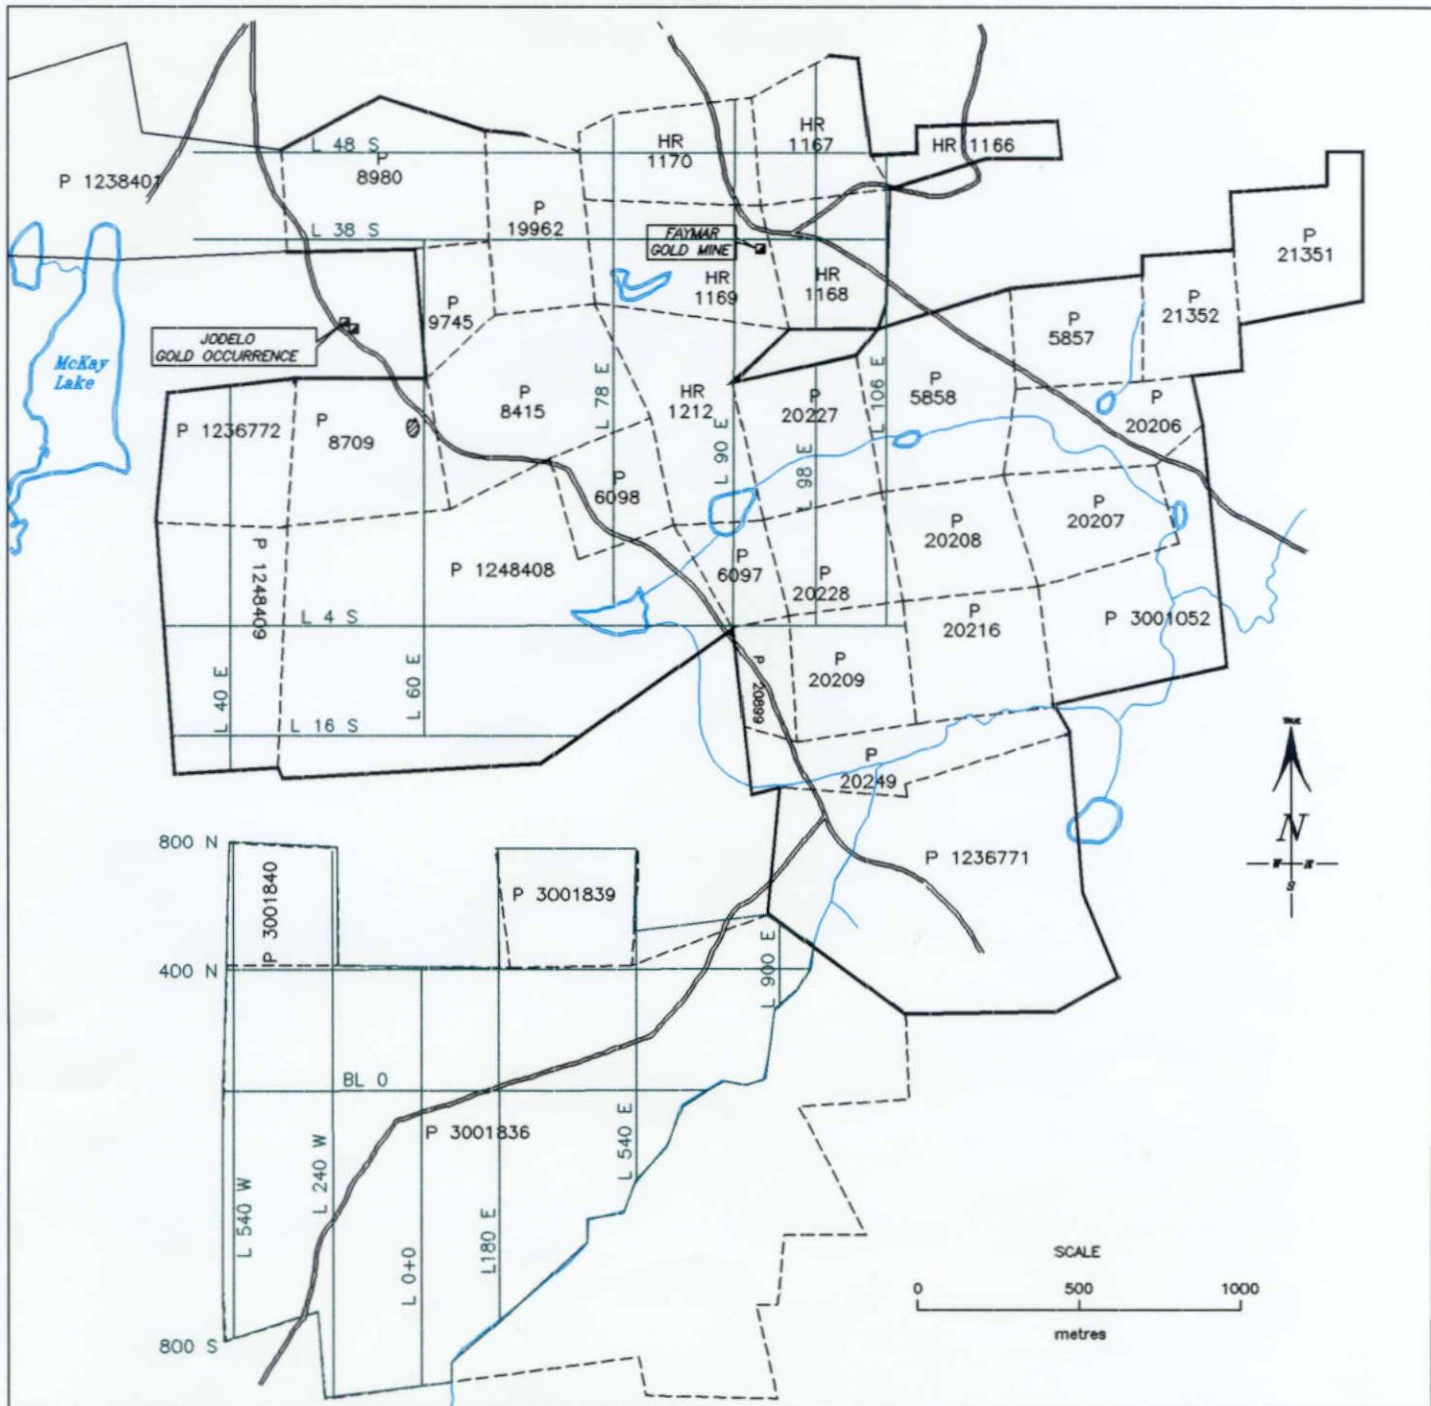 HR
1170
HR
1167
HR 1166
L 48 S
P
8980
P 1238401
P
19962
L 38 S
FAYMAR
GOLD MINE
HR
1169
HR
1168
P
21351
P
21352
P
9745
P
5857
JODELO
GOLD OCCURRENCE
McKay
Lake
L 78 E
HR
1212
P
20227
L 106 E
P
5858
P
20206
P 1236772
P
8709
P
8415
L 90 E
L 98 E
P
6098
P
20208
P
20207
P 1248409
P 1248408
P
6097
P
20228
L 4 S
P
20216
P 3001052
P
20209
P
20899
L 40 E
L 60 E
L 16 S
P
20249
TRUE
N
W
S
800 N
P 3001840
P 3001839
P 1236771
400 N
L 900 E
BL 0
P 3001836
L 540 E
L 540 W
L 240 W
L 0+0
L180 E
800 S
SCALE
0 500 1000
metres